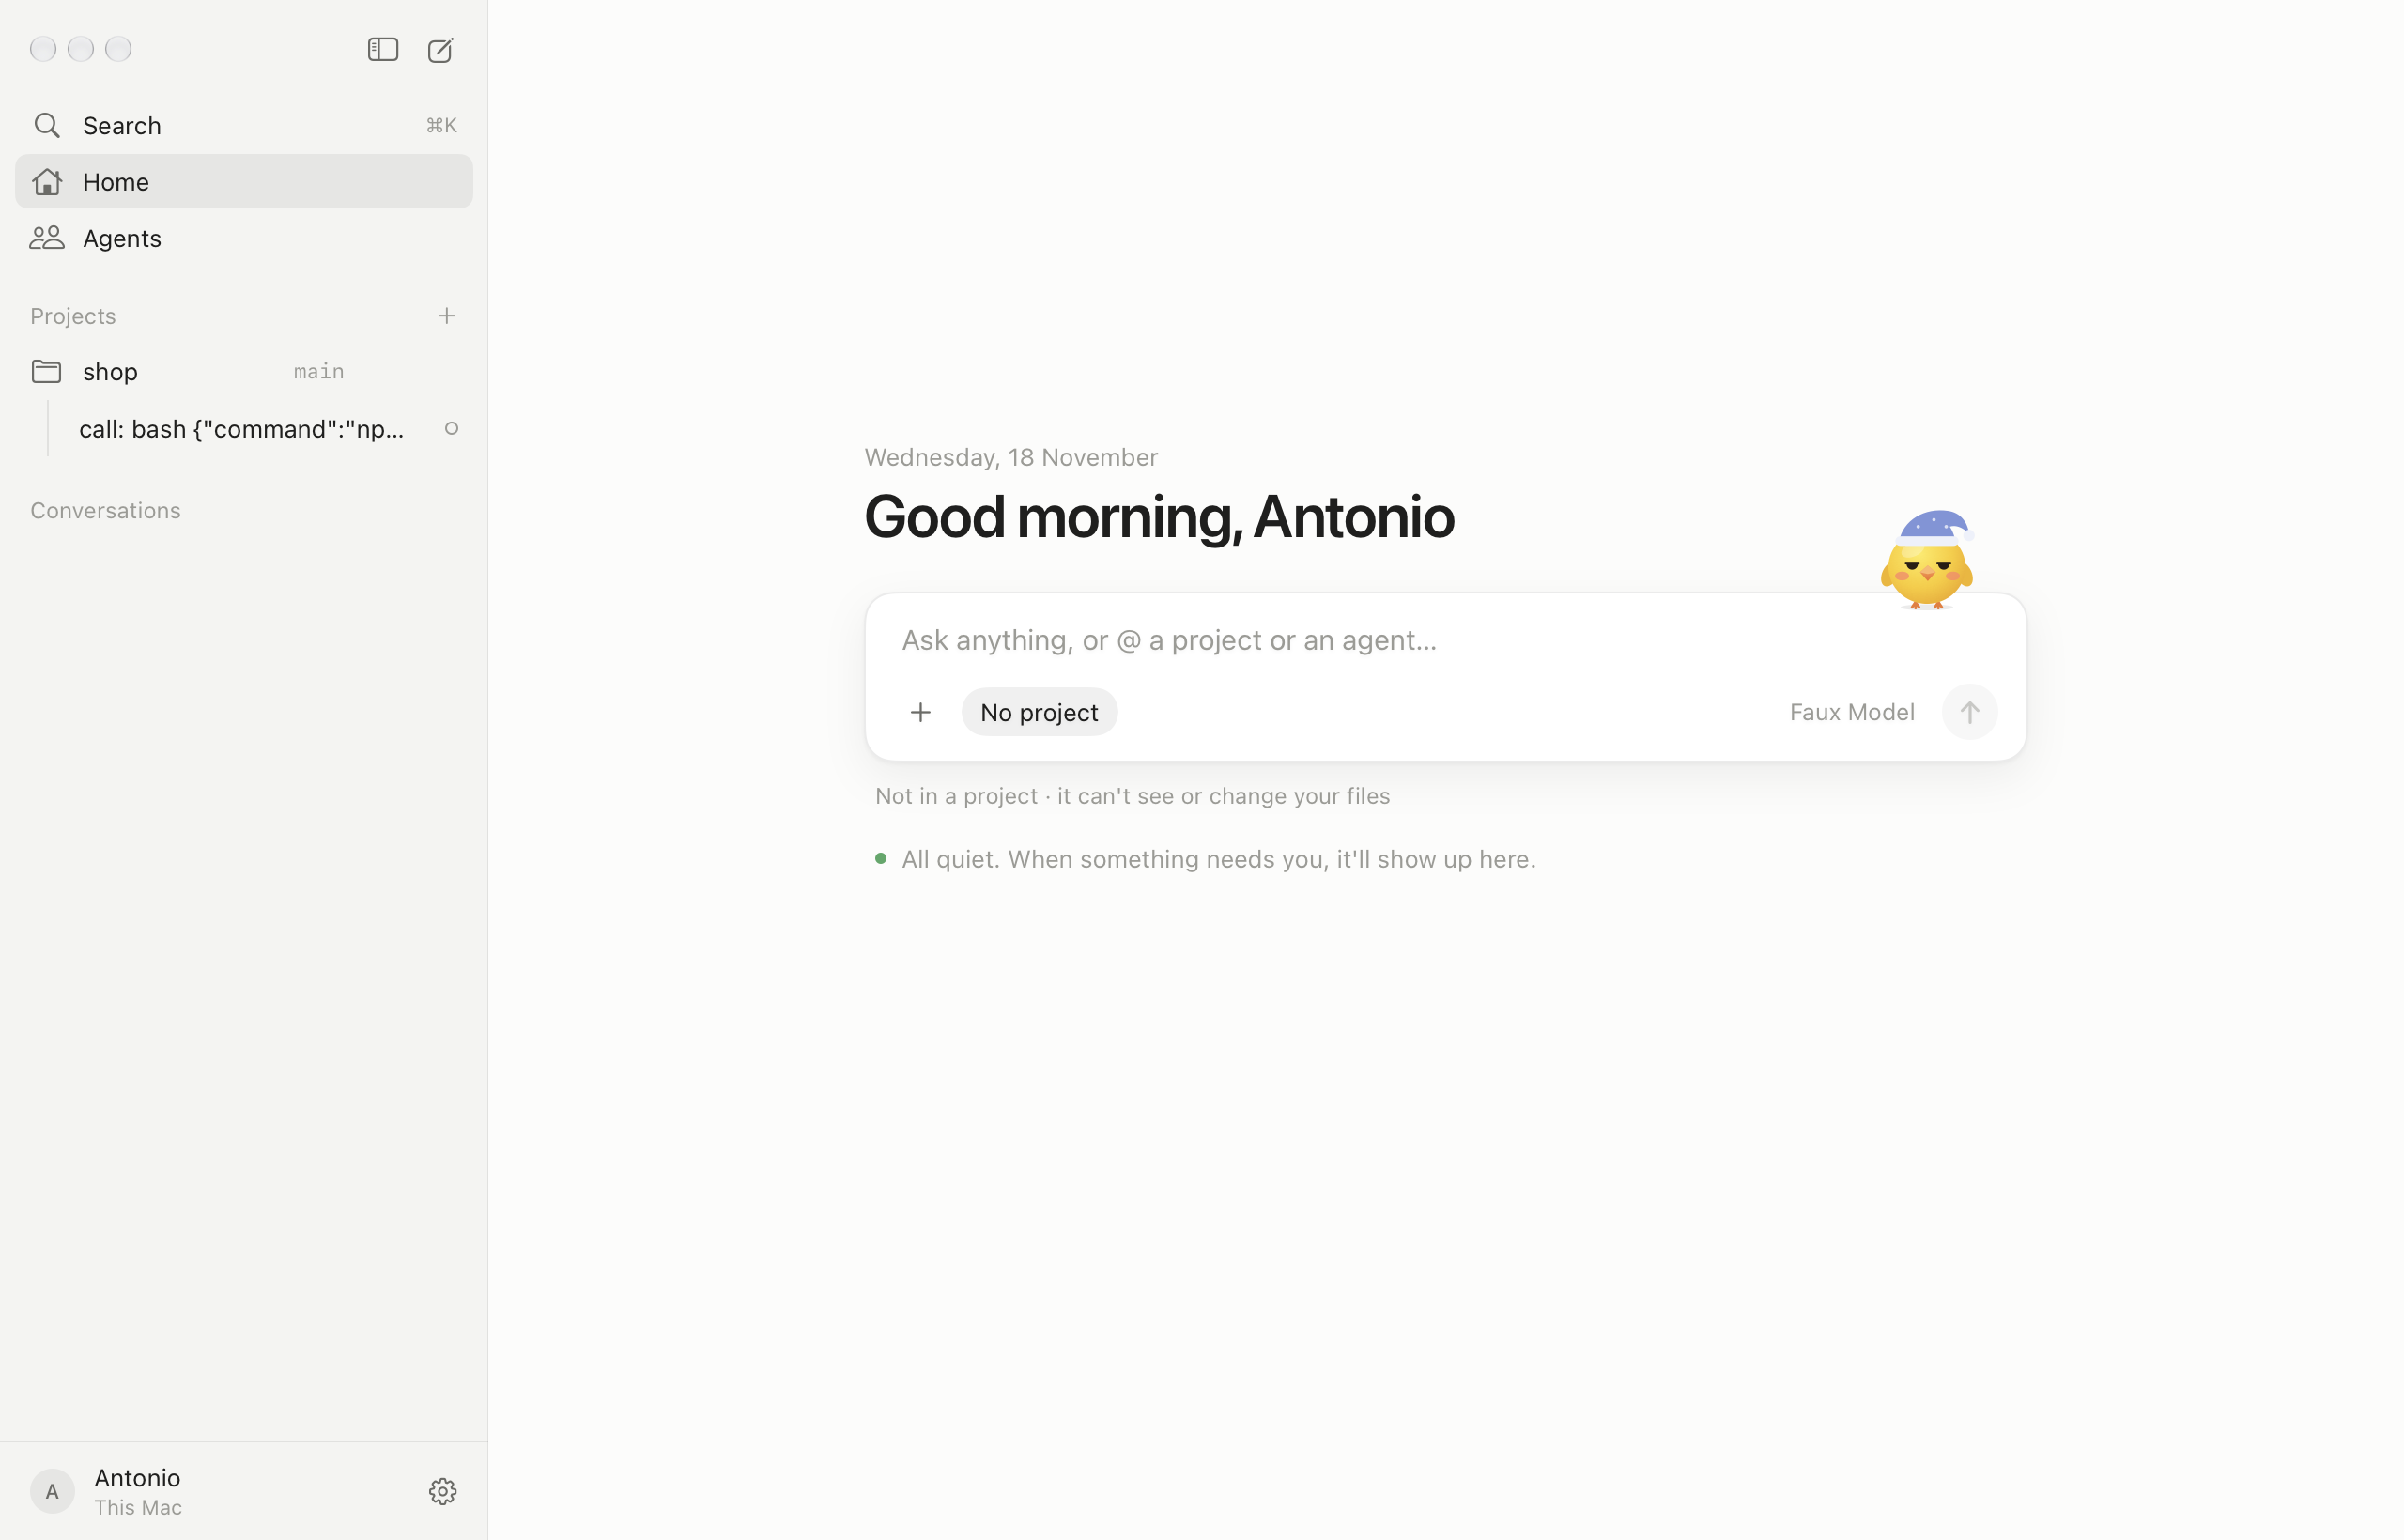 Search ⌘K
Home
Agents
Projects
shop main
call: bash {"command":"np...
Conversations
Wednesday, 18 November
Good morning, Antonio
Ask anything, or @ a project or an agent...
No project
Faux Model
Not in a project · it can't see or change your files
All quiet. When something needs you, it'll show up here.
A
Antonio
This Mac